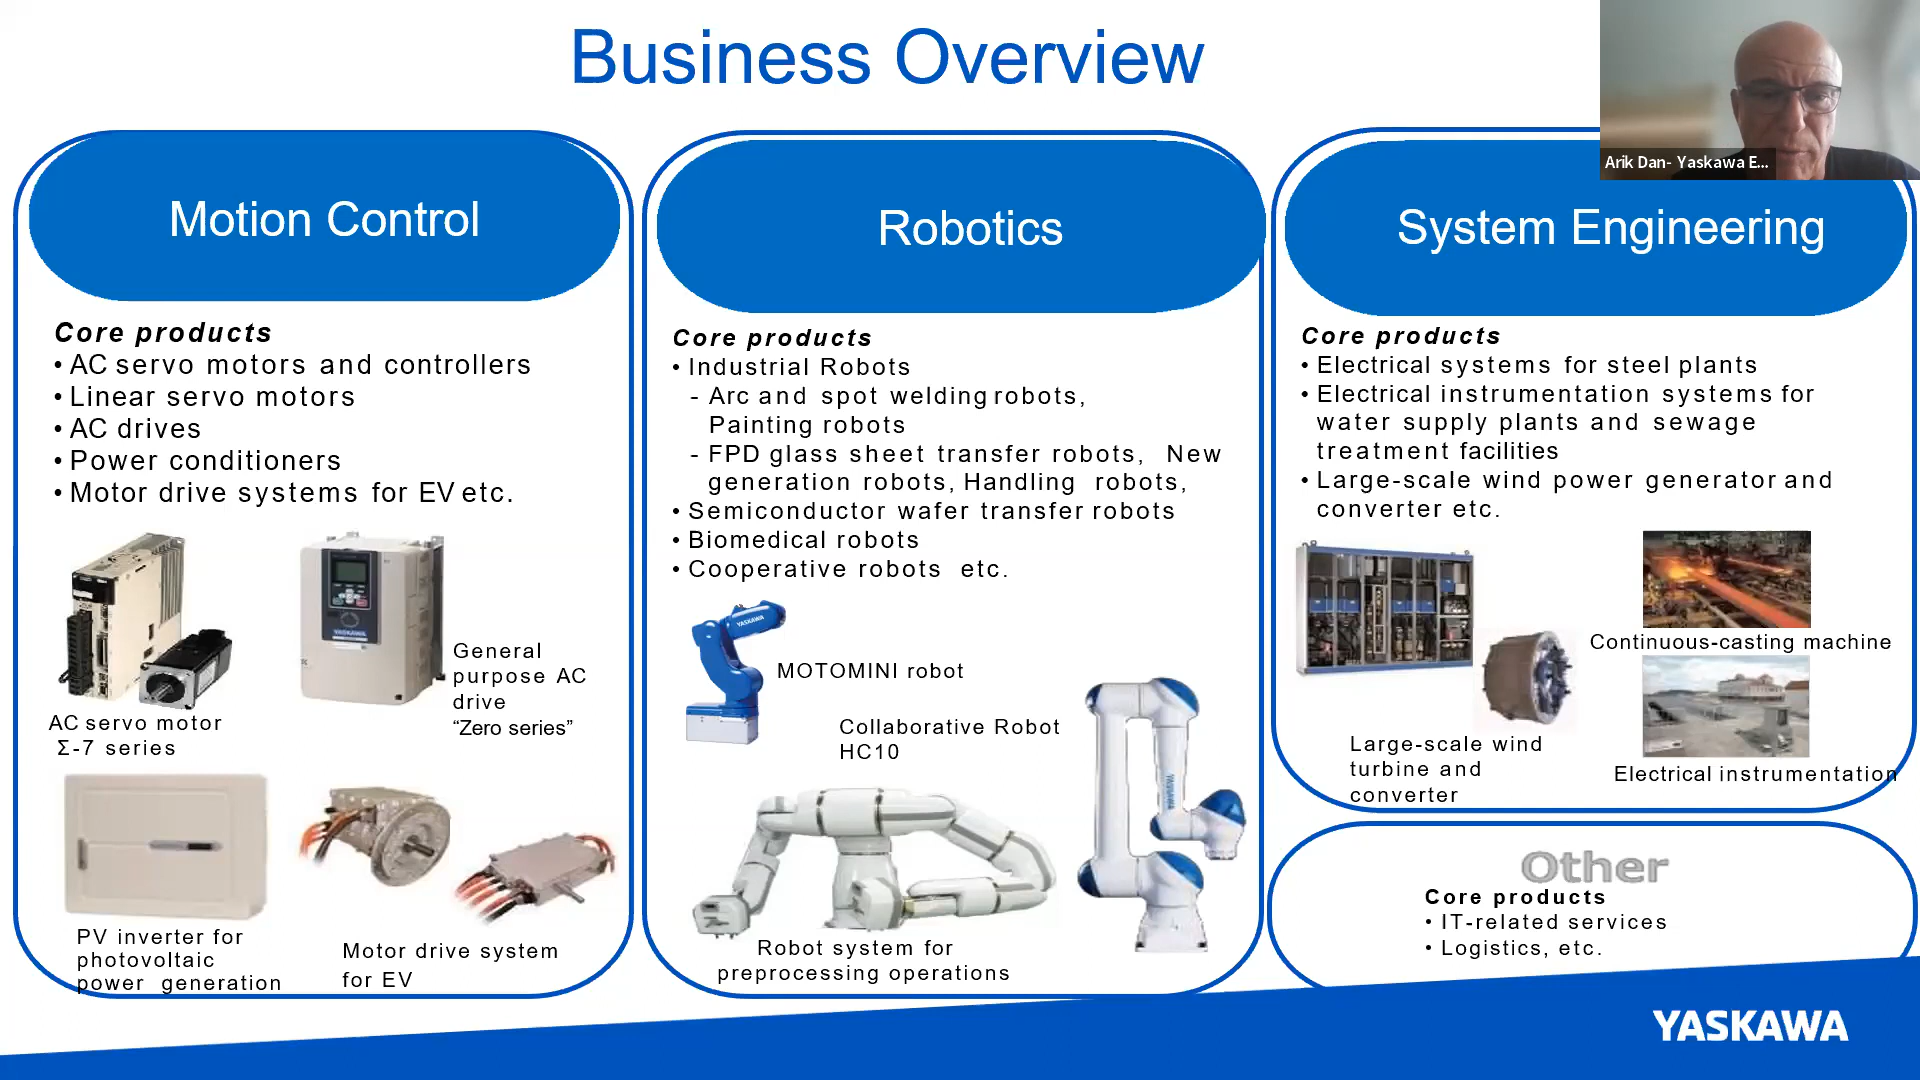 Business Overview
Arik Dan- Yaskawa E...
Motion Control
Core products
• AC servo motors and controllers
• Linear servo motors
• AC drives
• Power conditioners
• Motor drive systems for EV etc.
YASKAWA
General
purpose AC
drive
“Zero series”
AC servo motor
Σ-7 series
PV inverter for
photovoltaic
power generation
Motor drive system
for EV
Robotics
Core products
• Industrial Robots
- Arc and spot welding robots,
Painting robots
- FPD glass sheet transfer robots, New
generation robots, Handling robots,
• Semiconductor wafer transfer robots
• Biomedical robots
• Cooperative robots etc.
YASKAWA
MOTOMINI robot
Collaborative Robot
HC10
YASKAWA
Robot system for
preprocessing operations
System Engineering
Core products
• Electrical systems for steel plants
• Electrical instrumentation systems for
water supply plants and sewage
treatment facilities
• Large-scale wind power generator and
converter etc.
Continuous-casting machine
Large-scale wind
turbine and
converter
Electrical instrumentation
Other
Core products
• IT-related services
• Logistics, etc.
YASKAWA